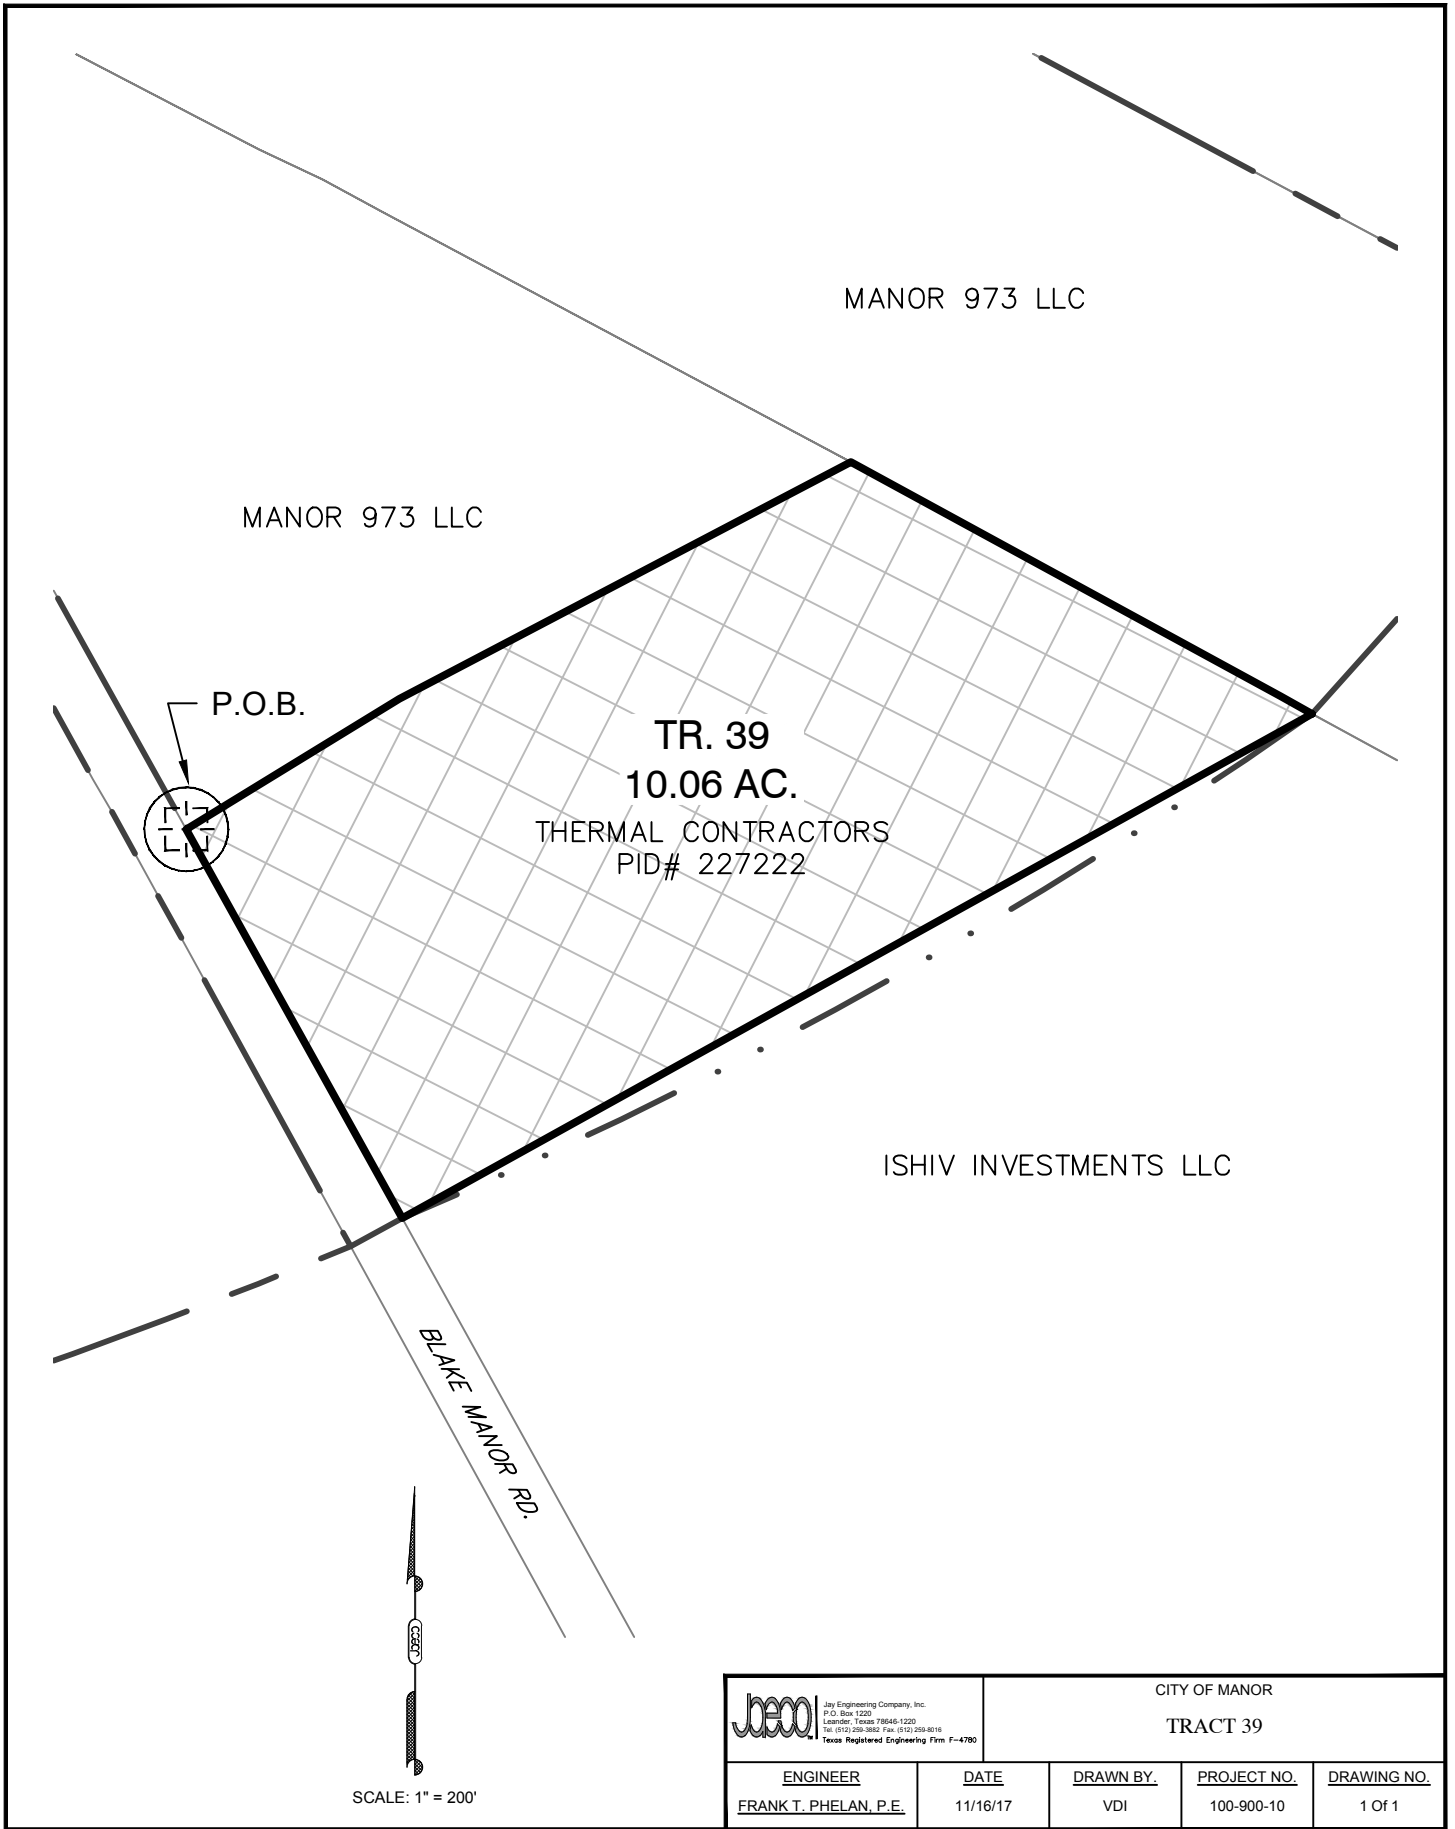 MANOR 973 LLC
MANOR 973 LLC
P.O.B.
TR. 39
10.06 AC.
THERMAL CONTRACTORS
PID# 227222
ISHIV INVESTMENTS LLC
BLAKE MANOR RD.
SCALE: 1" = 200'
Jaeco
Jay Engineering Company, Inc.
P.O. Box 1220
Leander, Texas 78646-1220
Tel. (512) 259-3882 Fax. (512) 259-8016
Texas Registered Engineering Firm F-4780
CITY OF MANOR
TRACT 39
ENGINEER
FRANK T. PHELAN, P.E.
DATE
11/16/17
DRAWN BY.
VDI
PROJECT NO.
100-900-10
DRAWING NO.
1 Of 1